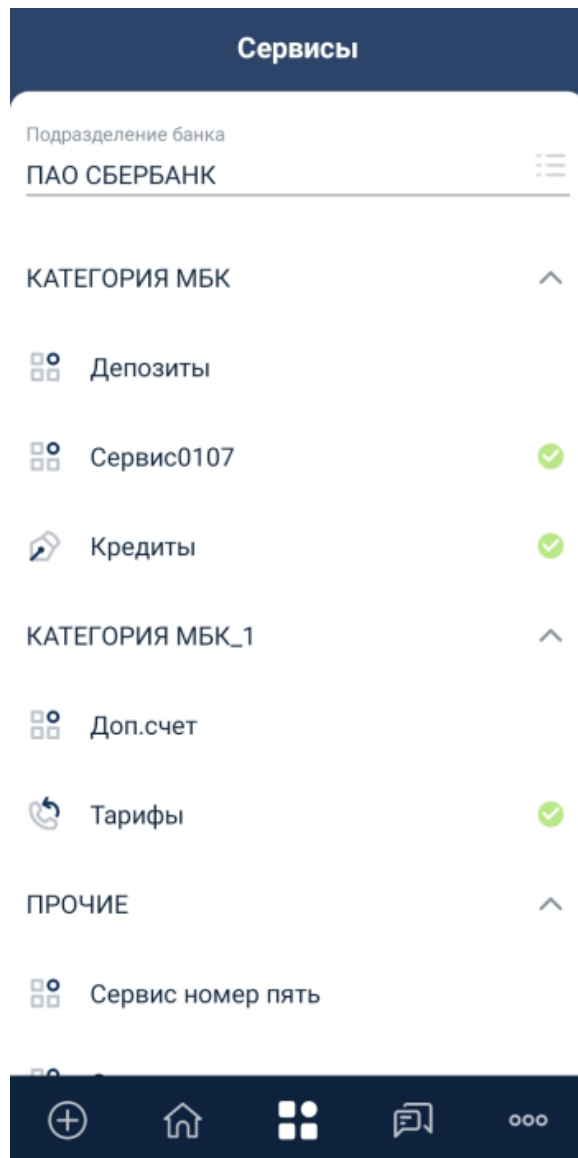 Сервисы
Подразделение банка
ПАО СБЕРБАНК
КАТЕГОРИЯ МБК
Депозиты
Сервис0107
Кредиты
КАТЕГОРИЯ МБК_1
Доп.счет
Тарифы
ПРОЧИЕ
Сервис номер пять